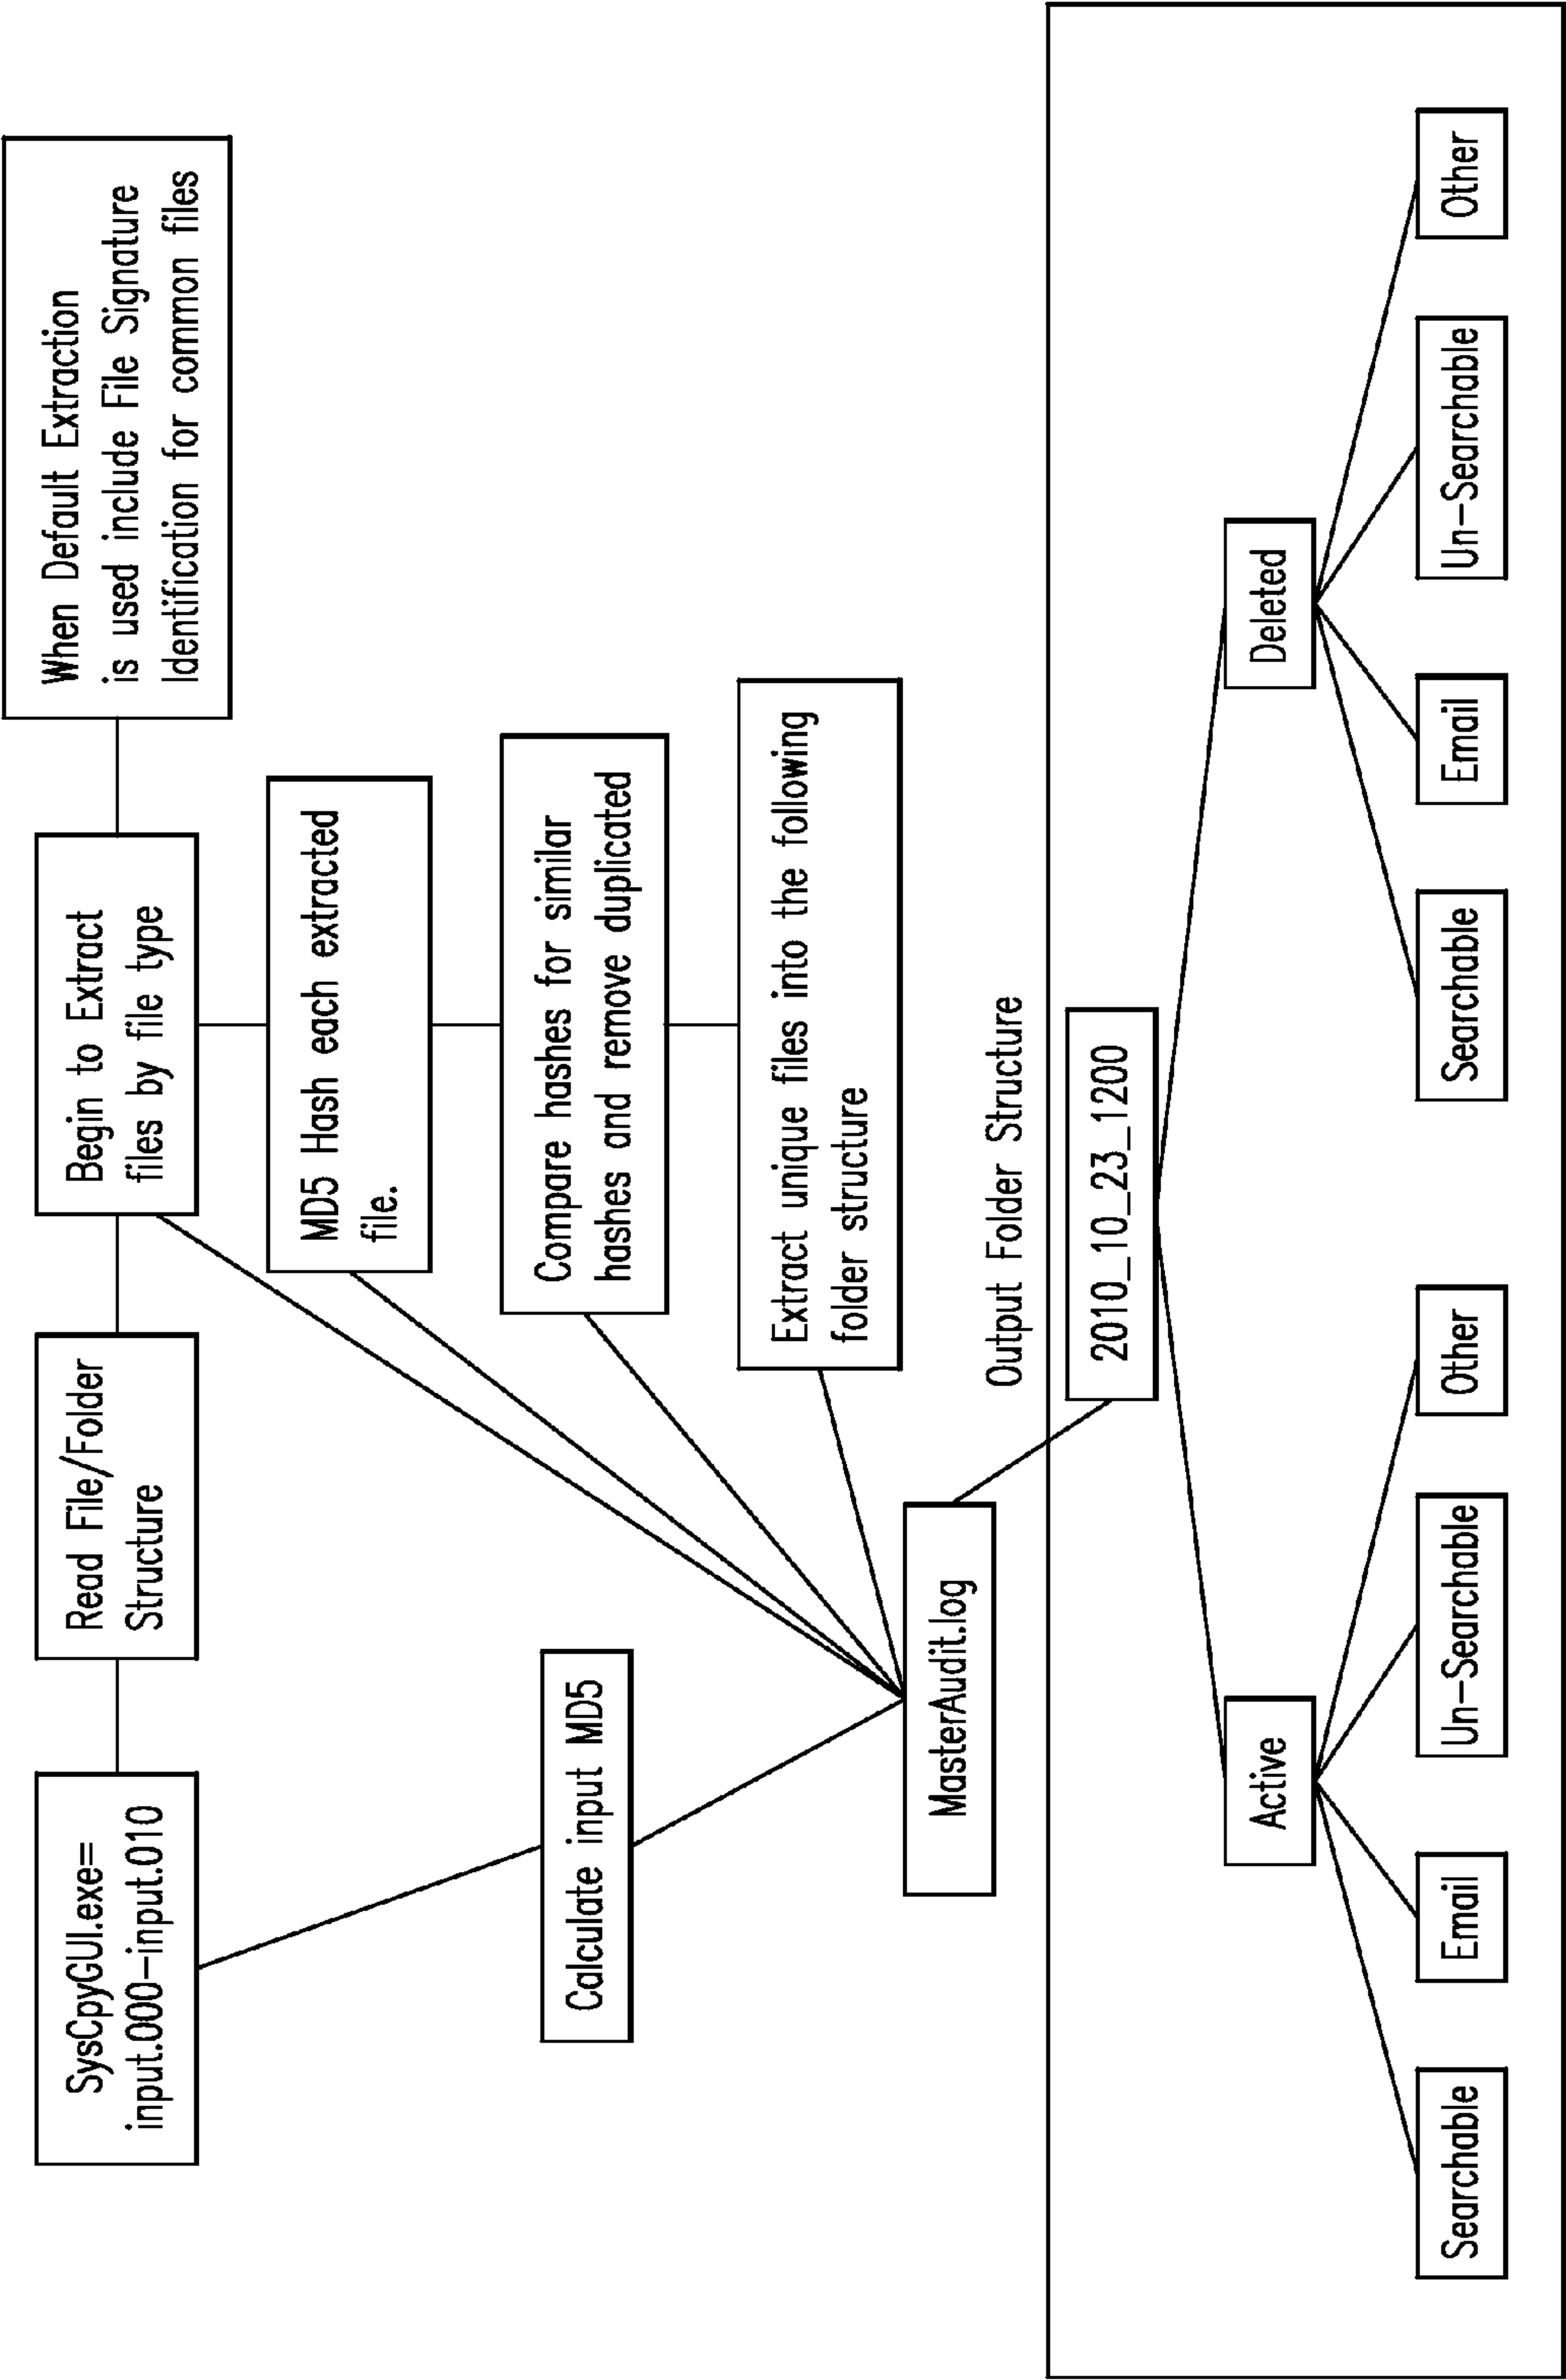 SysCpyGUI.exe=
input.000-input.010
Read File/Folder
Structure
Begin to Extract
files by file type
When Default Extraction
is used include File Signature
Identification for common files
MD5 Hash each extracted
file.
Compare hashes for similar
hashes and remove duplicated
Extract unique files into the following
folder structure
Calculate input MD5
MasterAudit.log
Output Folder Structure
2010_10_23_1200
Active
Deleted
Searchable
Email
Un-Searchable
Other
Searchable
Email
Un-Searchable
Other